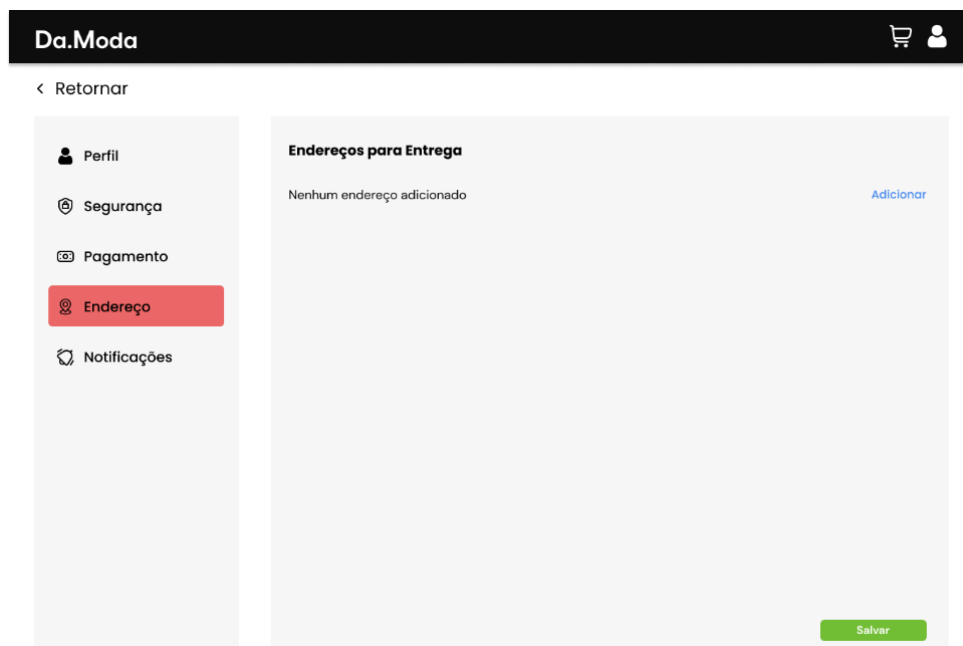 Da.Moda
Retornar
Perfil
Segurança
Pagamento
Endereço
Notificações
Endereços para Entrega
Nenhum endereço adicionado
Adicionar
Salvar